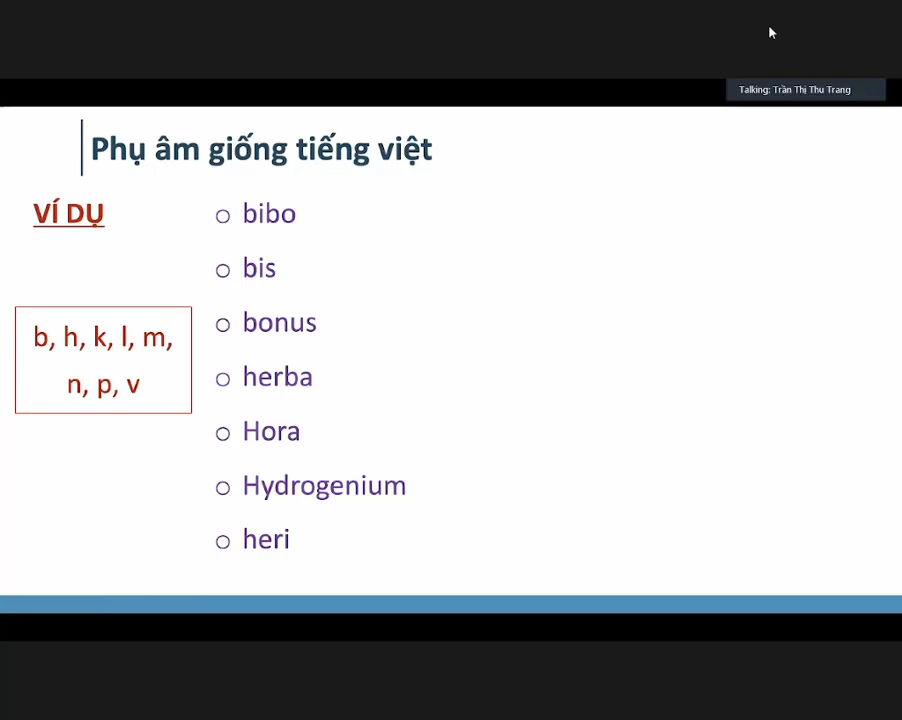 Talking: Trần Thị Thu Trang
Phụ âm giống tiếng việt
VÍ DỤ
b, h, k, l, m,
n, p, v
bibo
bis
bonus
herba
Hora
Hydrogenium
heri